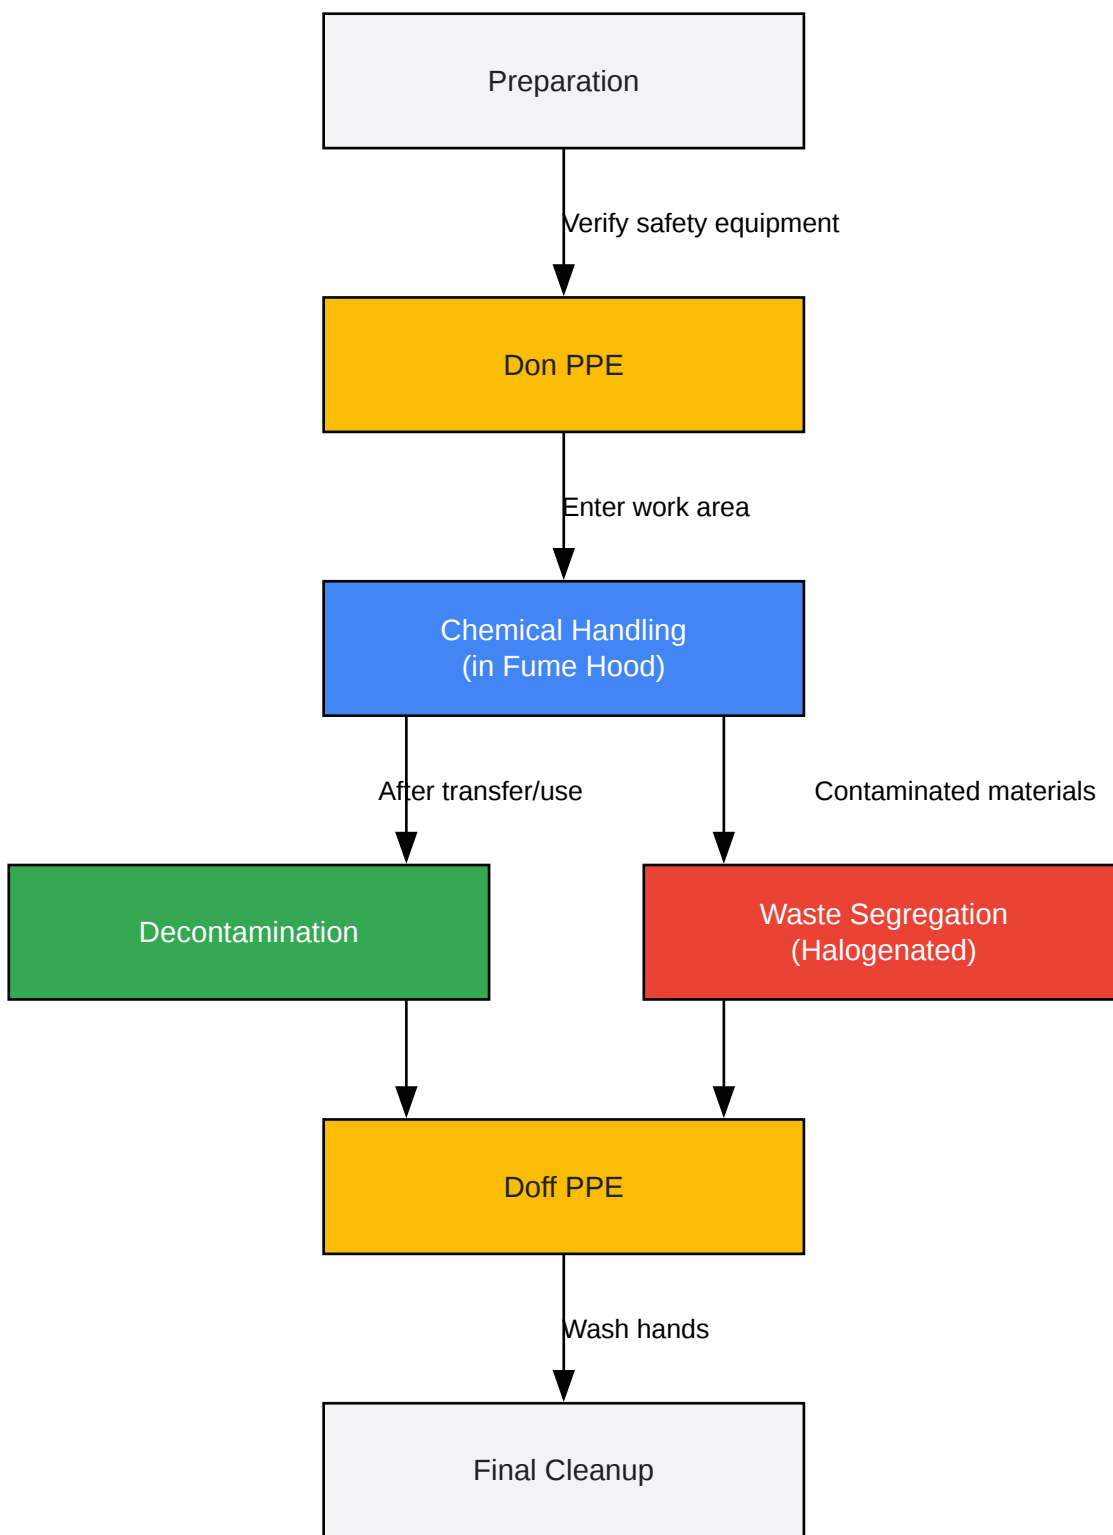 Preparation
Verify safety equipment
Don PPE
Enter work area
Chemical Handling
(in Fume Hood)
After transfer/use
Contaminated materials
Decontamination
Waste Segregation
(Halogenated)
Doff PPE
Wash hands
Final Cleanup